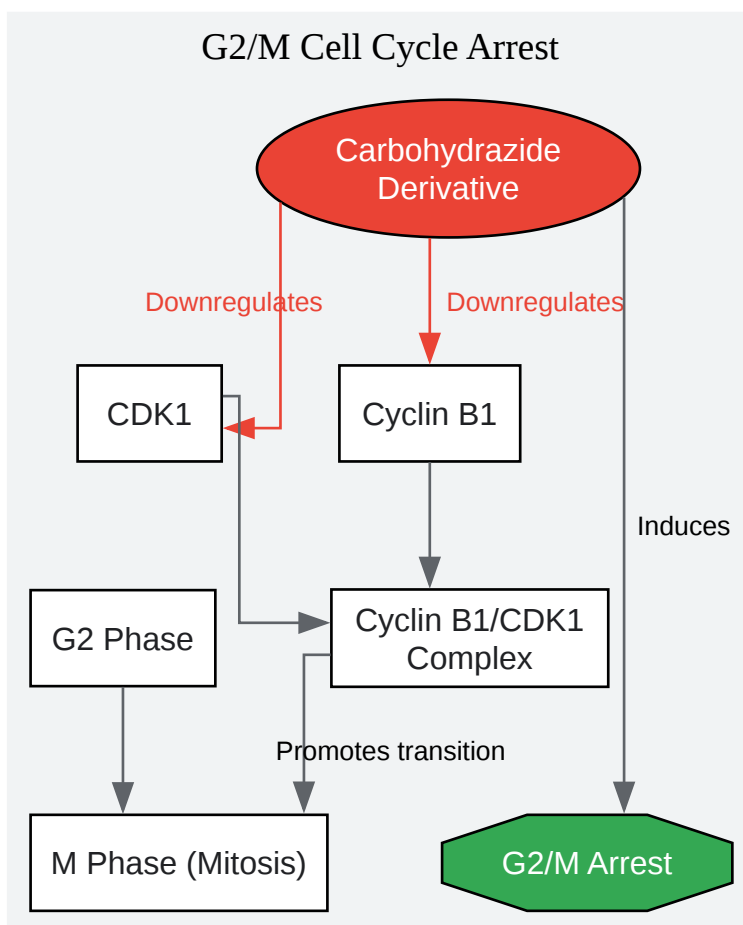 G2/M Cell Cycle Arrest
Carbohydrazide
Derivative
Downregulates
Downregulates
CDK1
Cyclin B1
Induces
G2 Phase
Cyclin B1/CDK1
Complex
Promotes transition
M Phase (Mitosis)
G2/M Arrest